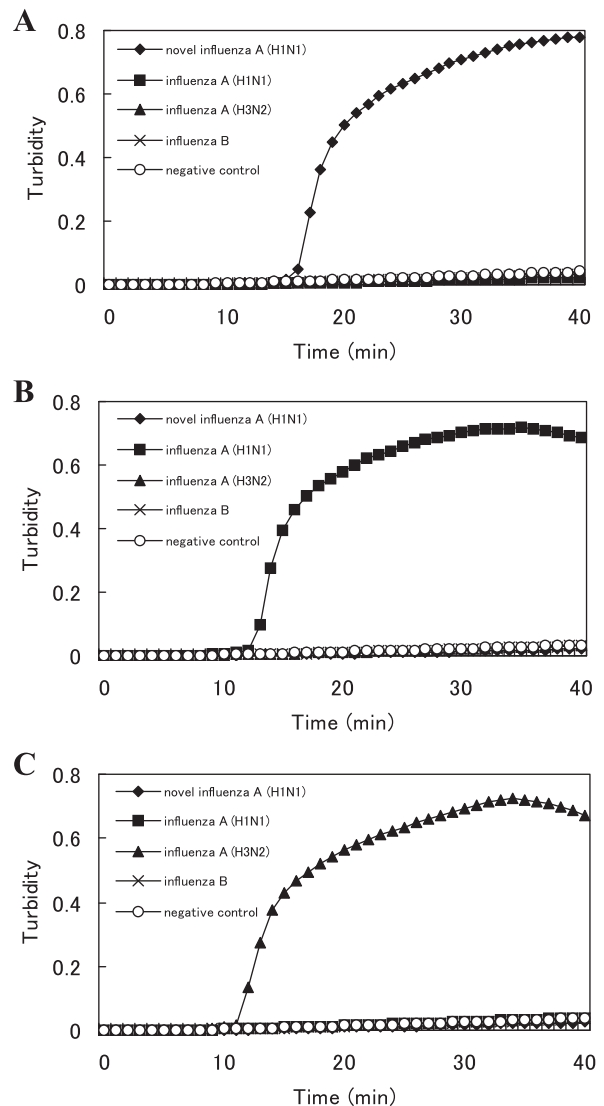 A
0.8
0.6
0.4
0.2
0
Turbidity
novel influenza A (H1N1)
influenza A (H1N1)
influenza A (H3N2)
influenza B
negative control
0 10 20 30 40
Time (min)
B
0.8
0.6
0.4
0.2
0
Turbidity
novel influenza A (H1N1)
influenza A (H1N1)
influenza A (H3N2)
influenza B
negative control
0 10 20 30 40
Time (min)
C
0.8
0.6
0.4
0.2
0
Turbidity
novel influenza A (H1N1)
influenza A (H1N1)
influenza A (H3N2)
influenza B
negative control
0 10 20 30 40
Time (min)